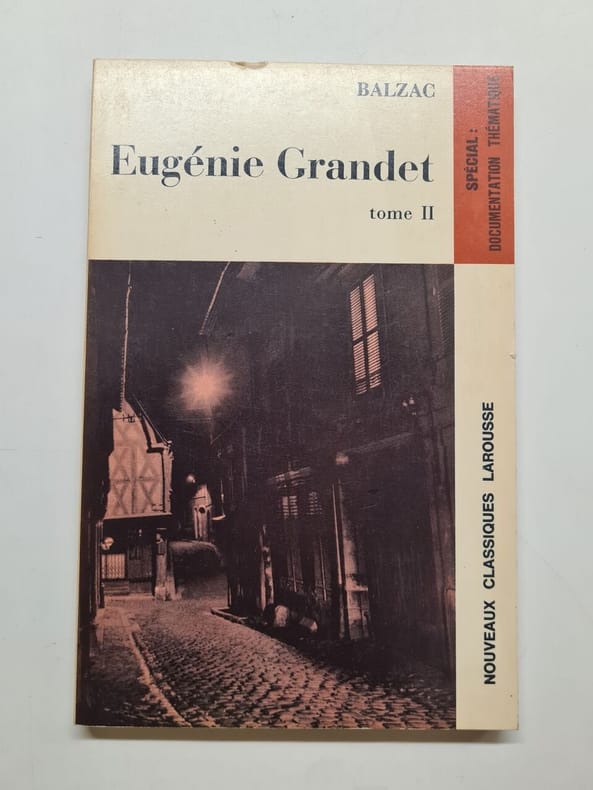 BALZAC
Eugénie Grandet
tome II
SPÉCIAL :
DOCUMENTATION THÉMATIQUE
NOUVEAUX CLASSIQUES LAROUSSE